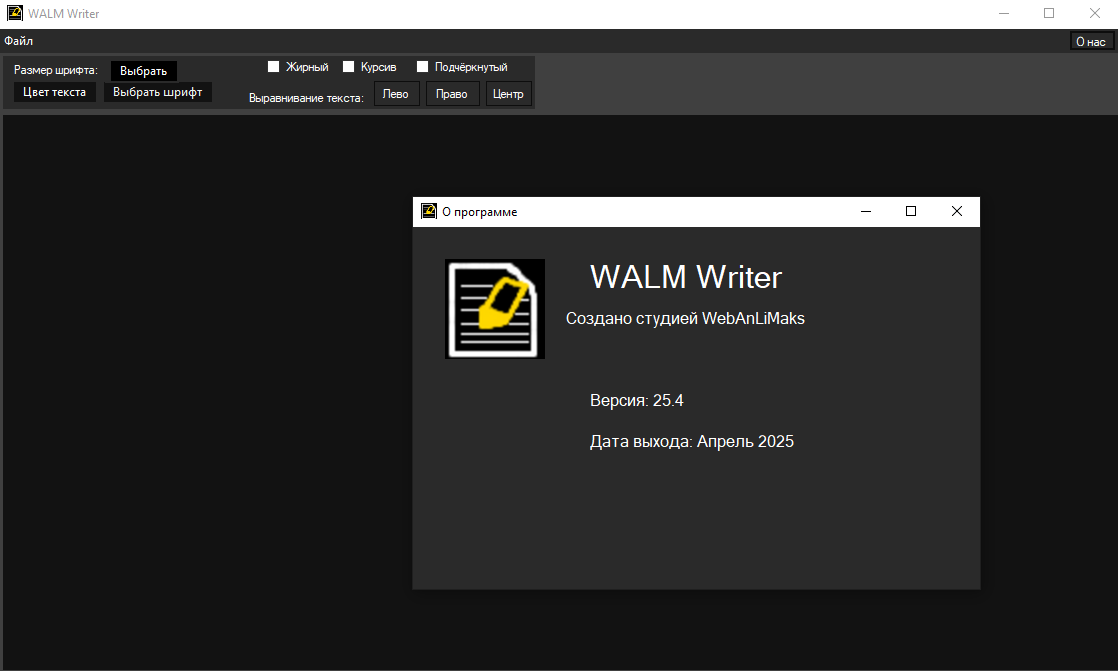 WALM Writer
Файл
О нас
Размер шрифта: Выбрать
Жирный Курсив Подчёркнутый
Цвет текста Выбрать шрифт
Выравнивание текста: Лево Право Центр
О программе
WALM Writer
Создано студией WebAnLiMaks
Версия: 25.4
Дата выхода: Апрель 2025